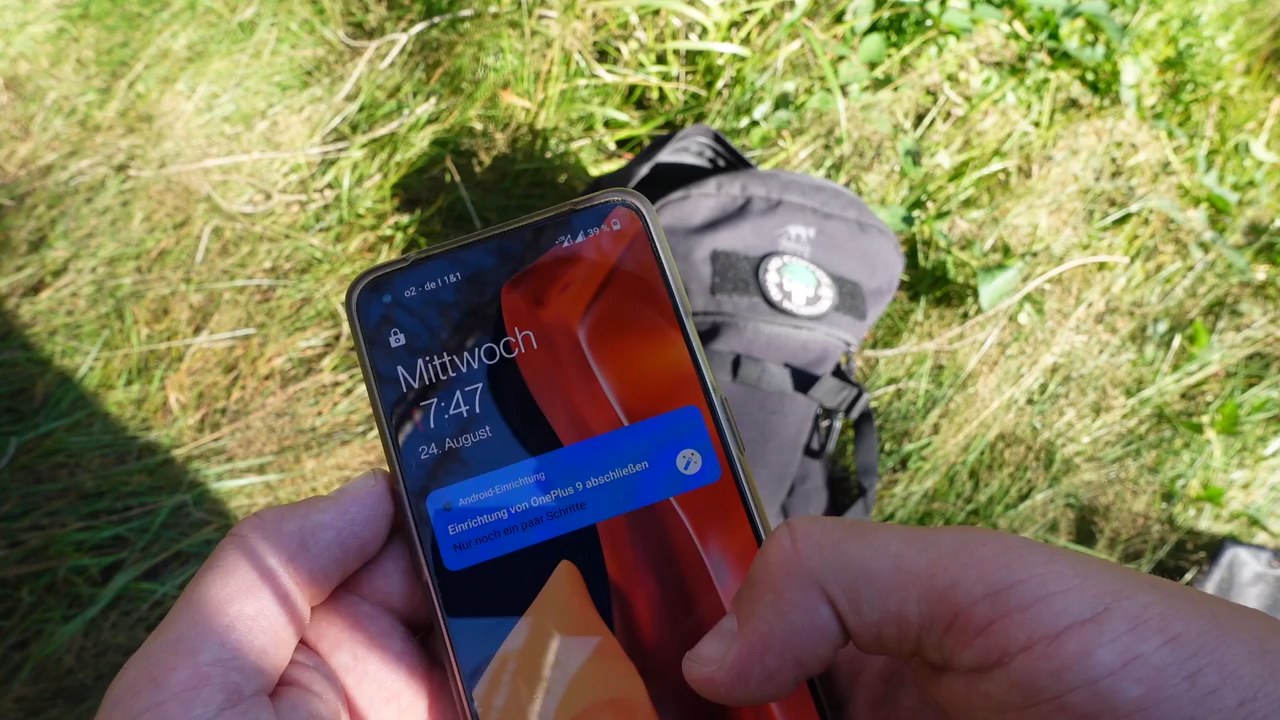 o2 - de | 1&1
39 %
Mittwoch
7:47
24. August
Android-Einrichtung
Einrichtung von OnePlus 9 abschließen
Nur noch ein paar Schritte